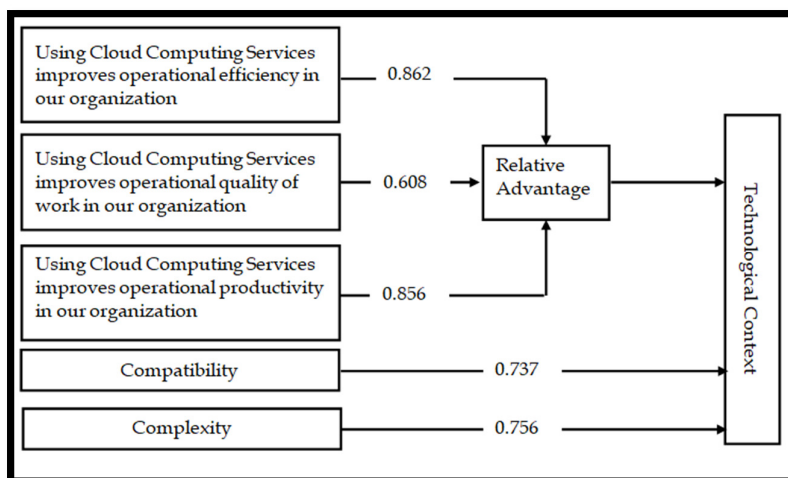 Using Cloud Computing Services
improves operational efficiency in
our organization
0.862
Using Cloud Computing Services
improves operational quality of
work in our organization
0.608
Relative
Advantage
Using Cloud Computing Services
improves operational productivity
in our organization
0.856
Compatibility
0.737
Complexity
0.756
Technological Context